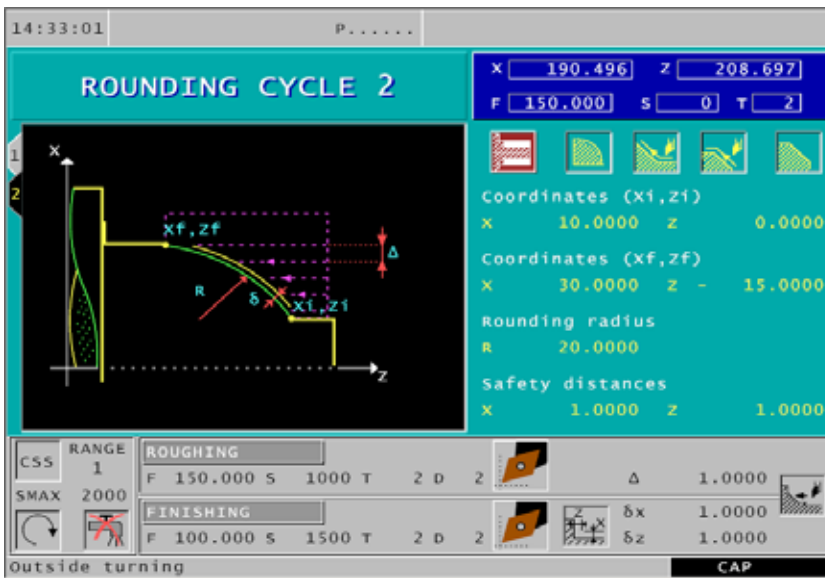 14:33:01 P......
ROUNDING CYCLE 2
X 190.496 Z 208.697
F 150.000 S 0 T 2
1
2
X
Xf,Zf
Δ
R
δ
Xi,Zi
Z
Coordinates (Xi,Zi)
X 10.0000 Z 0.0000
Coordinates (Xf,Zf)
X 30.0000 Z - 15.0000
Rounding radius
R 20.0000
Safety distances
X 1.0000 Z 1.0000
CSS RANGE 1
SMAX 2000
ROUGHING
F 150.000 S 1000 T 2 D 2 Δ 1.0000
FINISHING
F 100.000 S 1500 T 2 D 2 Z X δx 1.0000
δz 1.0000
Outside turning CAP